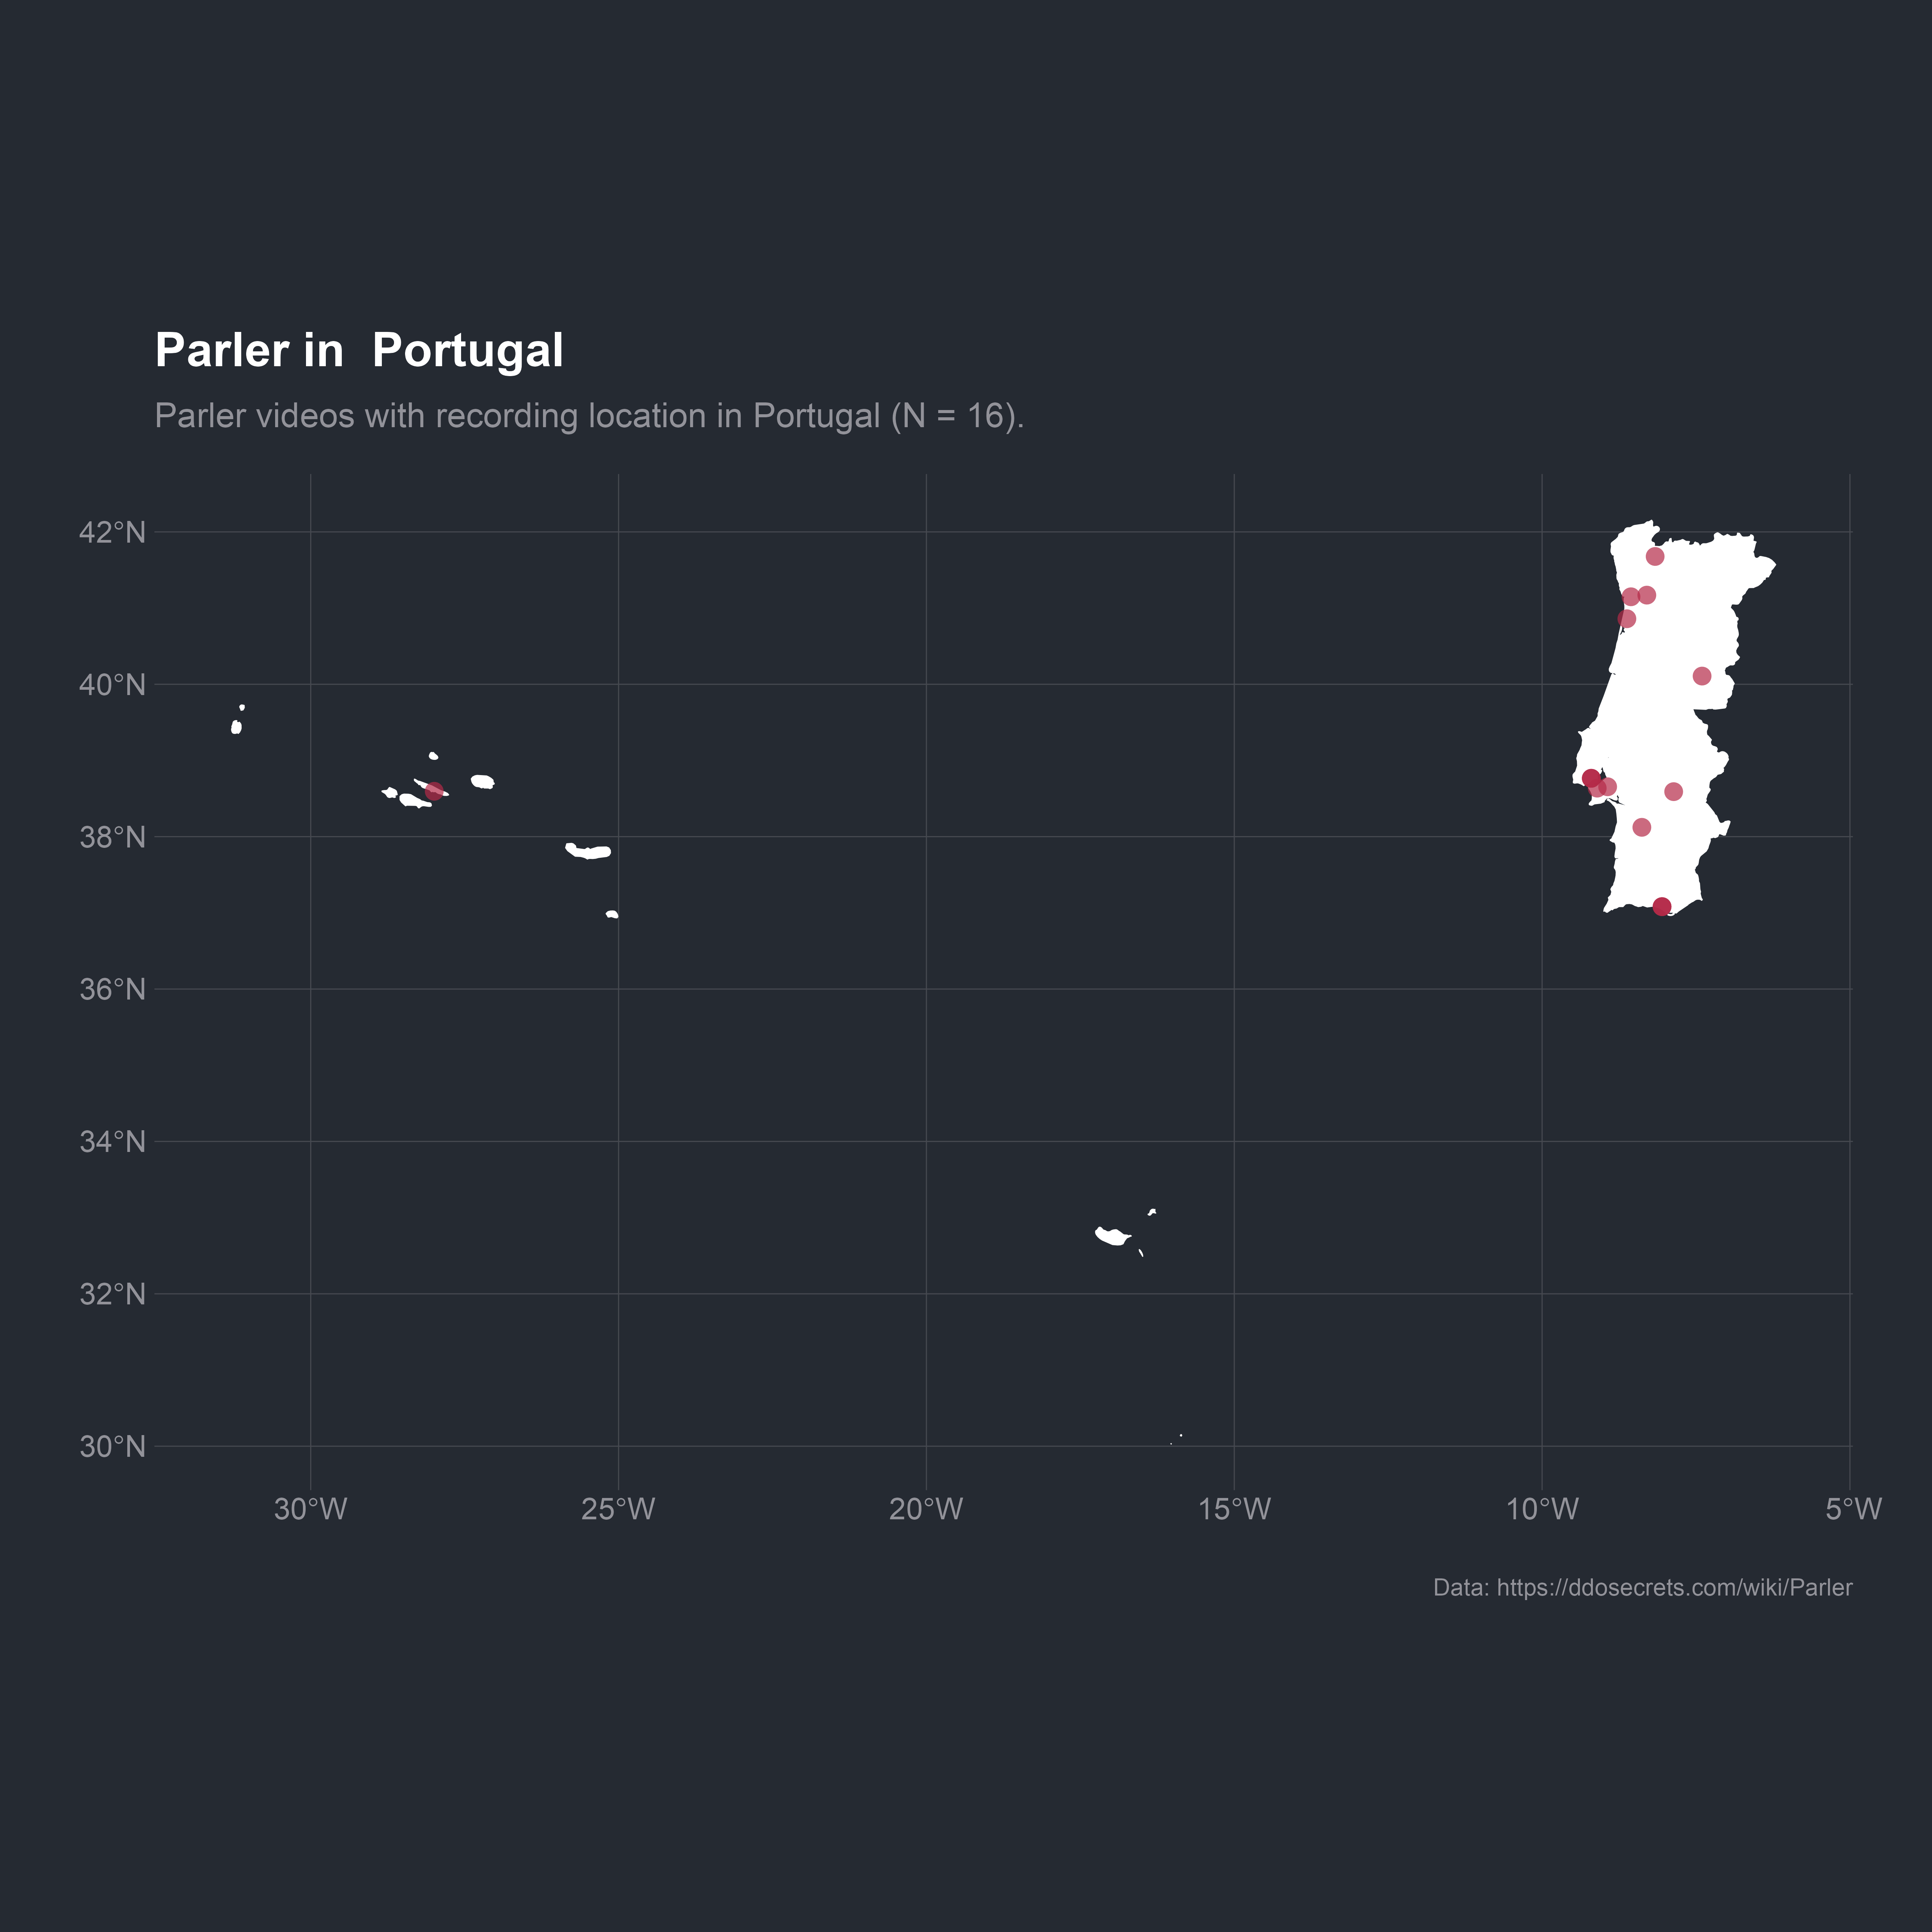 Parler in  Portugal
Parler videos with recording location in Portugal (N = 16).
42°N
40°N
38°N
36°N
34°N
32°N
30°N
30°W 25°W 20°W 15°W 10°W 5°W
Data: https://ddosecrets.com/wiki/Parler